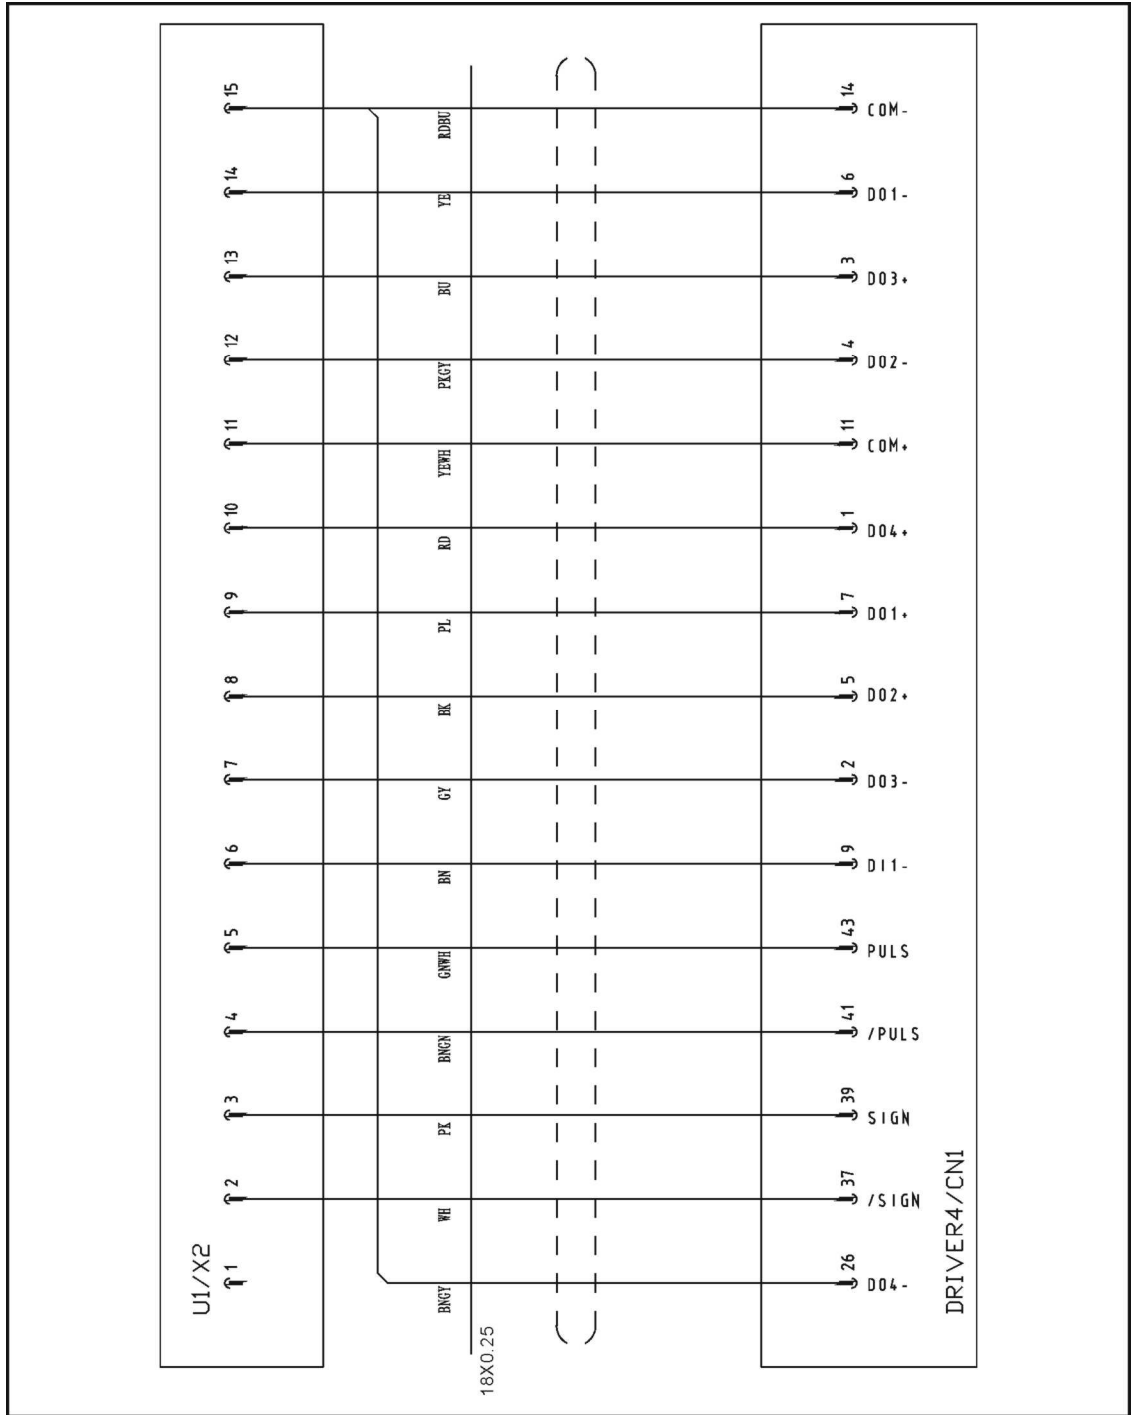 15 RDBU 14 COM-
14 YE 6 DO1-
13 BU 3 DO3+
12 PKGY 4 DO2-
11 YEWH 11 COM+
10 RD 1 DO4+
9 PL 7 DO1+
8 BK 5 DO2+
7 GY 2 DO3-
6 BN 9 DI1-
5 GNWH 43 PULS
4 BNGN 41 /PULS
3 PK 39 SIGN
2 WH 37 /SIGN
1 BNGY 26 DO4-
U1/X2
18X0.25
DRIVER4/CN1